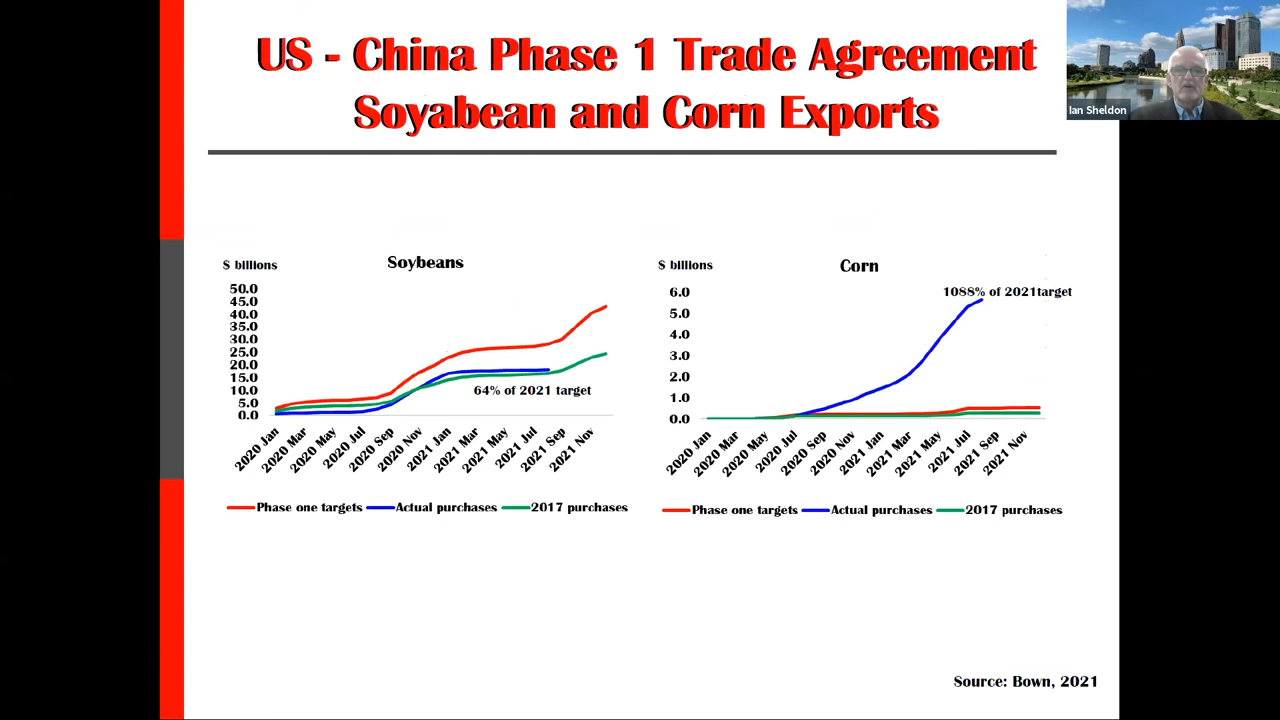 US - China Phase 1 Trade Agreement
Soyabean and Corn Exports
Ian Sheldon
$ billions
Soybeans
50.0
45.0
40.0
35.0
30.0
25.0
20.0
15.0
10.0
5.0
0.0
64% of 2021 target
2020 Jan
2020 Mar
2020 May
2020 Jul
2020 Sep
2020 Nov
2021 Jan
2021 Mar
2021 May
2021 Jul
2021 Sep
2021 Nov
Phase one targets Actual purchases 2017 purchases
$ billions
Corn
1088% of 2021target
6.0
5.0
4.0
3.0
2.0
1.0
0.0
2020 Jan
2020 Mar
2020 May
2020 Jul
2020 Sep
2020 Nov
2021 Jan
2021 Mar
2021 May
2021 Jul
2021 Sep
2021 Nov
Phase one targets Actual purchases 2017 purchases
Source: Bown, 2021